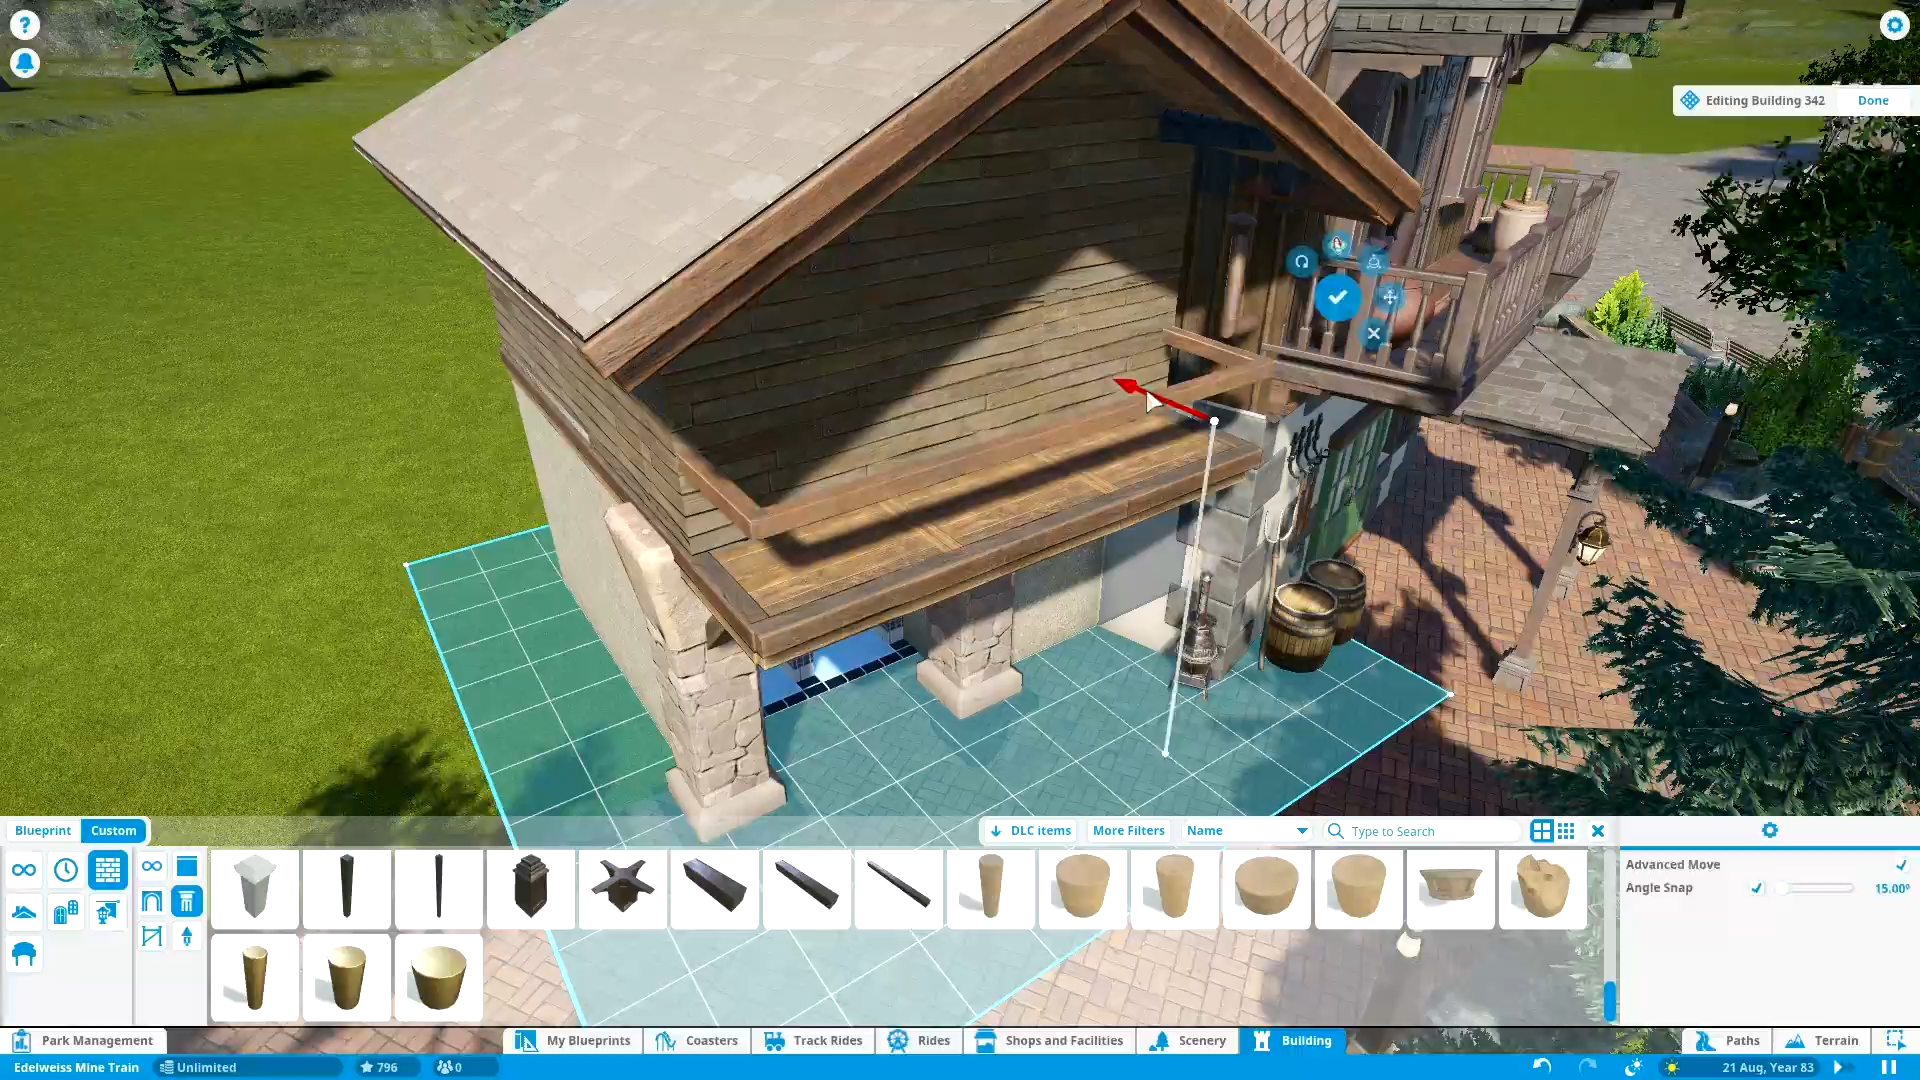 Editing Building 342 Done
Blueprint Custom
DLC items More Filters Name Type to Search
Advanced Move
Angle Snap 15.00°
Park Management My Blueprints Coasters Track Rides Rides Shops and Facilities Scenery Building Paths Terrain
Edelweiss Mine Train Unlimited 796 0 21 Aug, Year 83